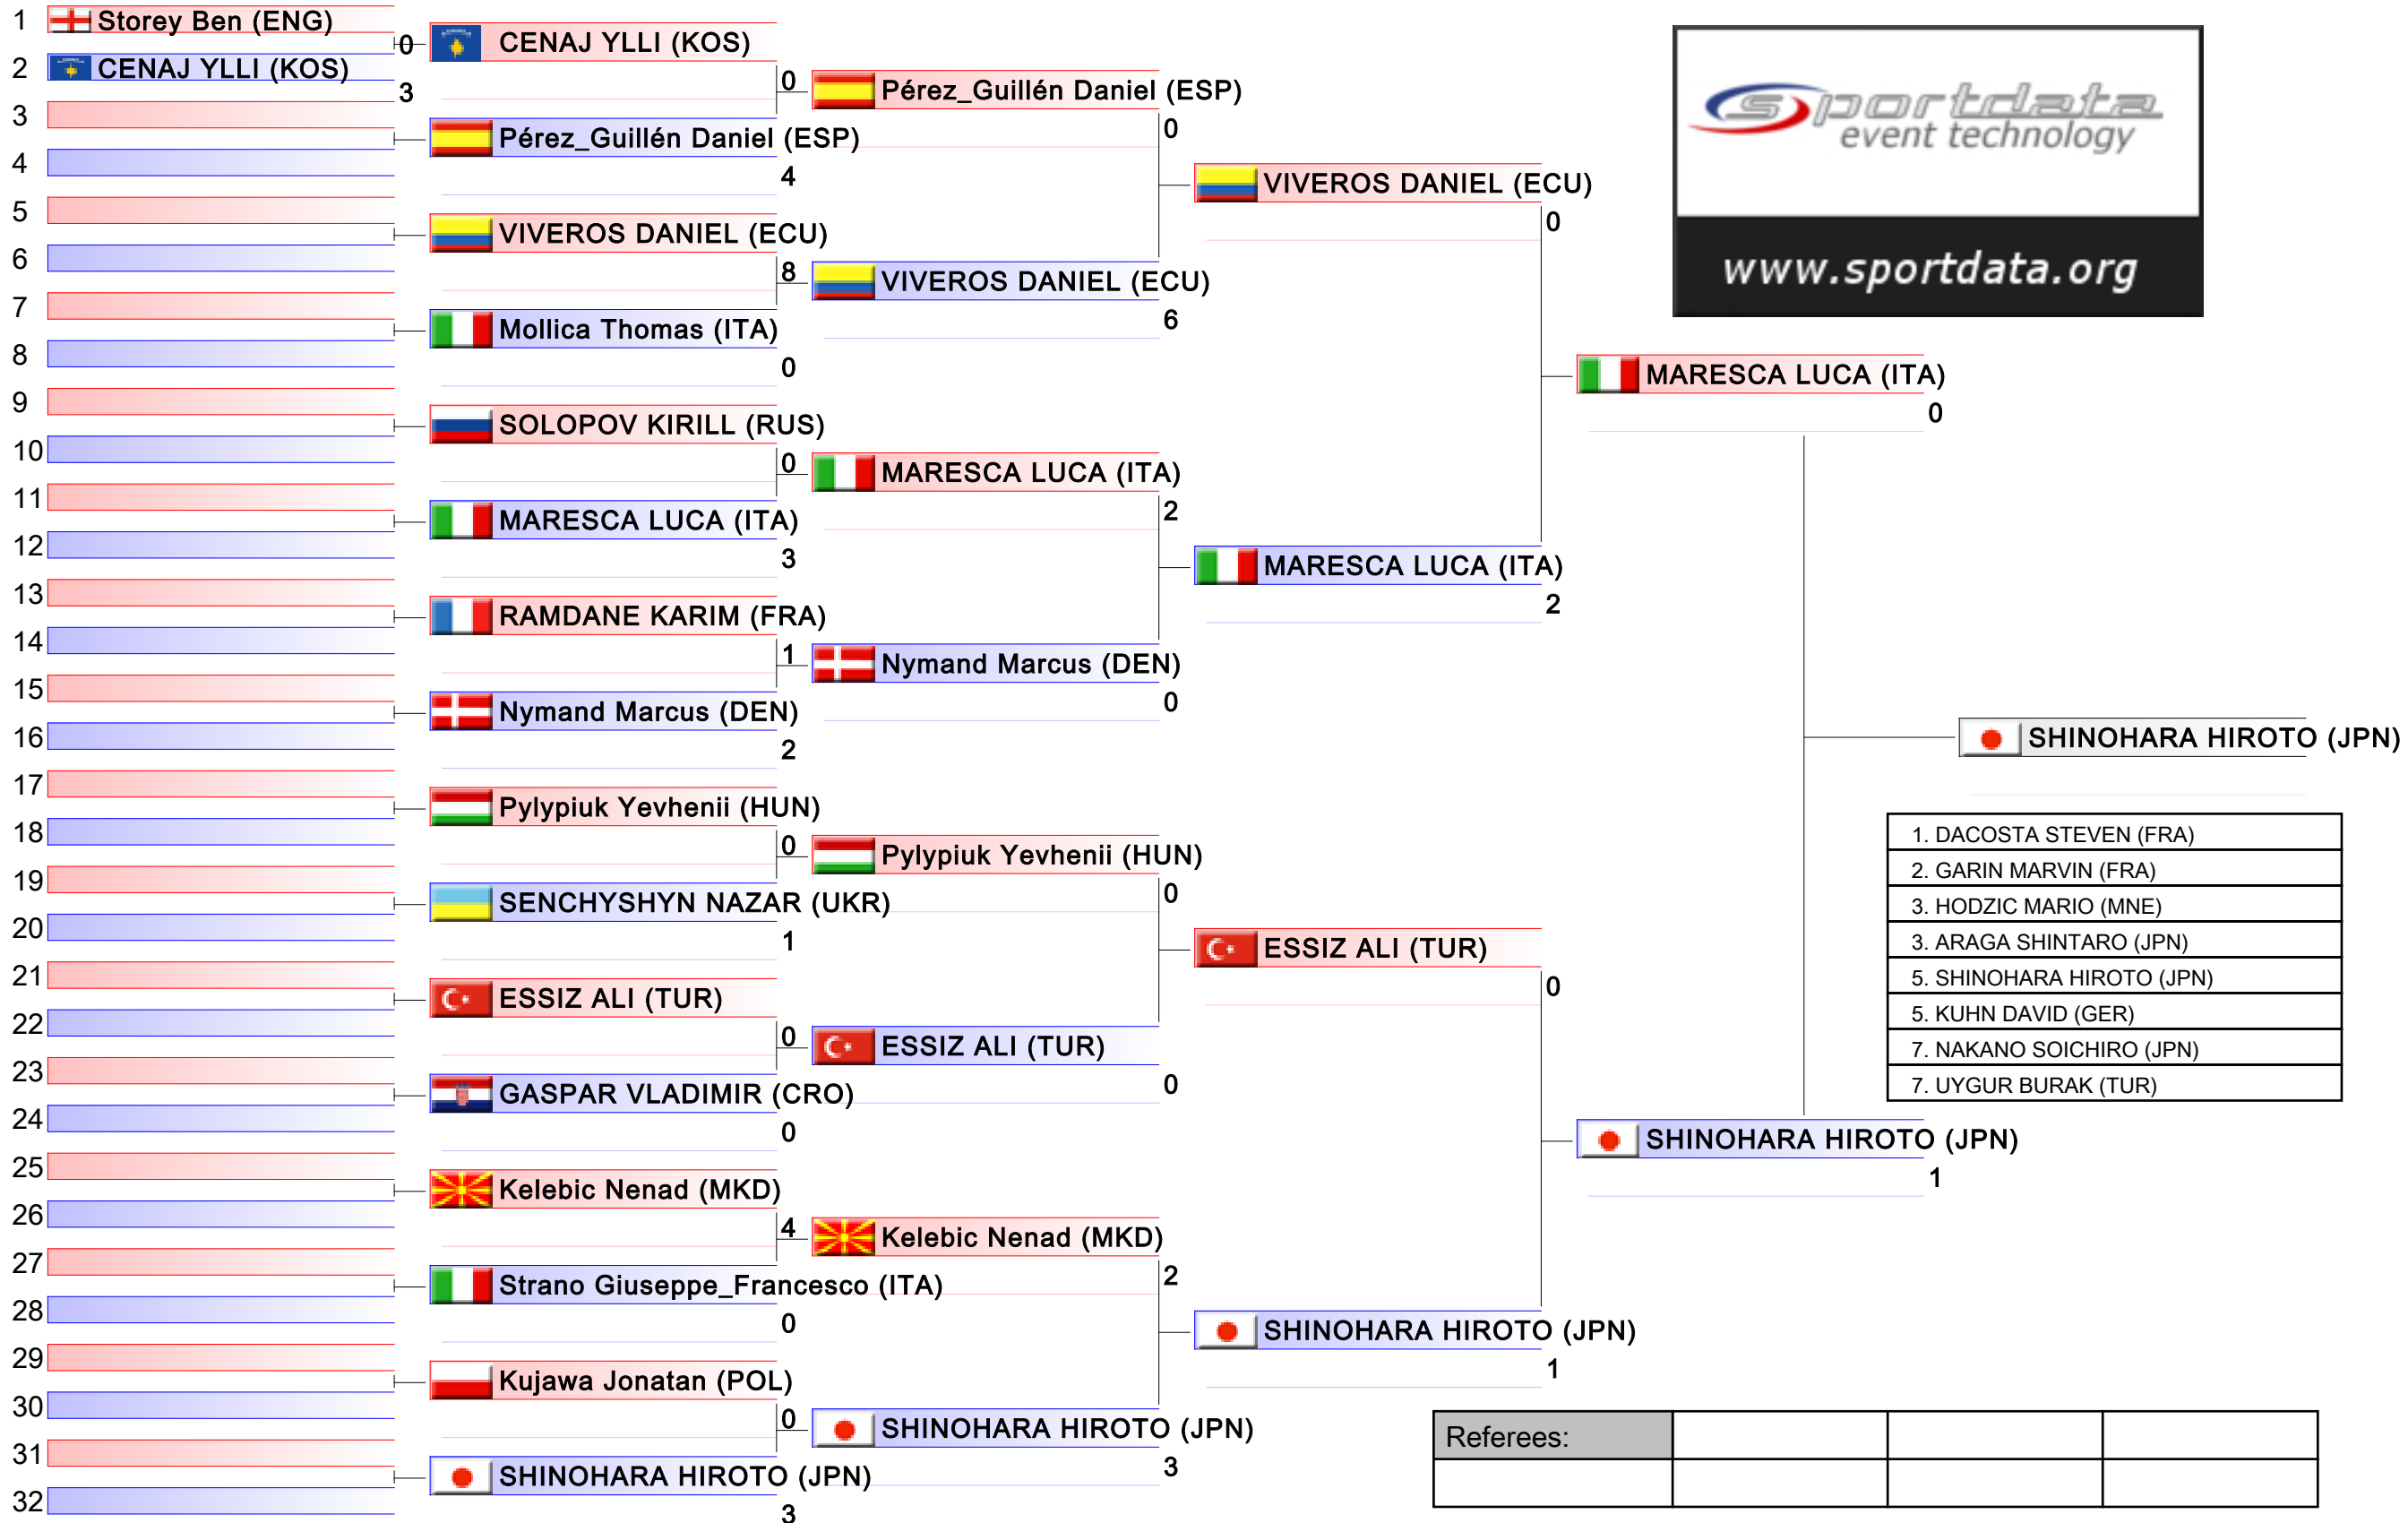 1 Storey Ben (ENG)
0
2 CENAJ YLLI (KOS)
3
3
4
5
6
7
8
9
10
11
12
13
14
15
16
17
18
19
20
21
22
23
24
25
26
27
28
29
30
31
32
CENAJ YLLI (KOS)
0
Pérez_Guillén Daniel (ESP)
4
VIVEROS DANIEL (ECU)
8
Mollica Thomas (ITA)
0
SOLOPOV KIRILL (RUS)
0
MARESCA LUCA (ITA)
3
RAMDANE KARIM (FRA)
1
Nymand Marcus (DEN)
2
Pylypiuk Yevhenii (HUN)
0
SENCHYSHYN NAZAR (UKR)
1
ESSIZ ALI (TUR)
0
GASPAR VLADIMIR (CRO)
0
Kelebic Nenad (MKD)
4
Strano Giuseppe_Francesco (ITA)
0
Kujawa Jonatan (POL)
0
SHINOHARA HIROTO (JPN)
3
Pérez_Guillén Daniel (ESP)
0
VIVEROS DANIEL (ECU)
6
MARESCA LUCA (ITA)
2
Nymand Marcus (DEN)
0
Pylypiuk Yevhenii (HUN)
0
ESSIZ ALI (TUR)
0
Kelebic Nenad (MKD)
2
SHINOHARA HIROTO (JPN)
3
VIVEROS DANIEL (ECU)
0
MARESCA LUCA (ITA)
2
ESSIZ ALI (TUR)
0
SHINOHARA HIROTO (JPN)
1
MARESCA LUCA (ITA)
0
SHINOHARA HIROTO (JPN)
1
SHINOHARA HIROTO (JPN)
sportdata
event technology
www.sportdata.org
1. DACOSTA STEVEN (FRA)
2. GARIN MARVIN (FRA)
3. HODZIC MARIO (MNE)
3. ARAGA SHINTARO (JPN)
5. SHINOHARA HIROTO (JPN)
5. KUHN DAVID (GER)
7. NAKANO SOICHIRO (JPN)
7. UYGUR BURAK (TUR)
Referees: